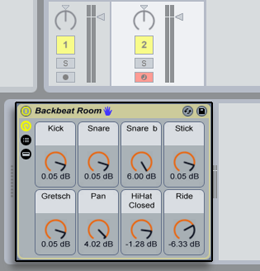 1 2
S S
Backbeat Room
Kick Snare Snare b Stick
0.05 dB 0.05 dB 6.00 dB 0.05 dB
Gretsch Pan HiHat Closed Ride
0.05 dB 4.02 dB -1.28 dB -6.33 dB